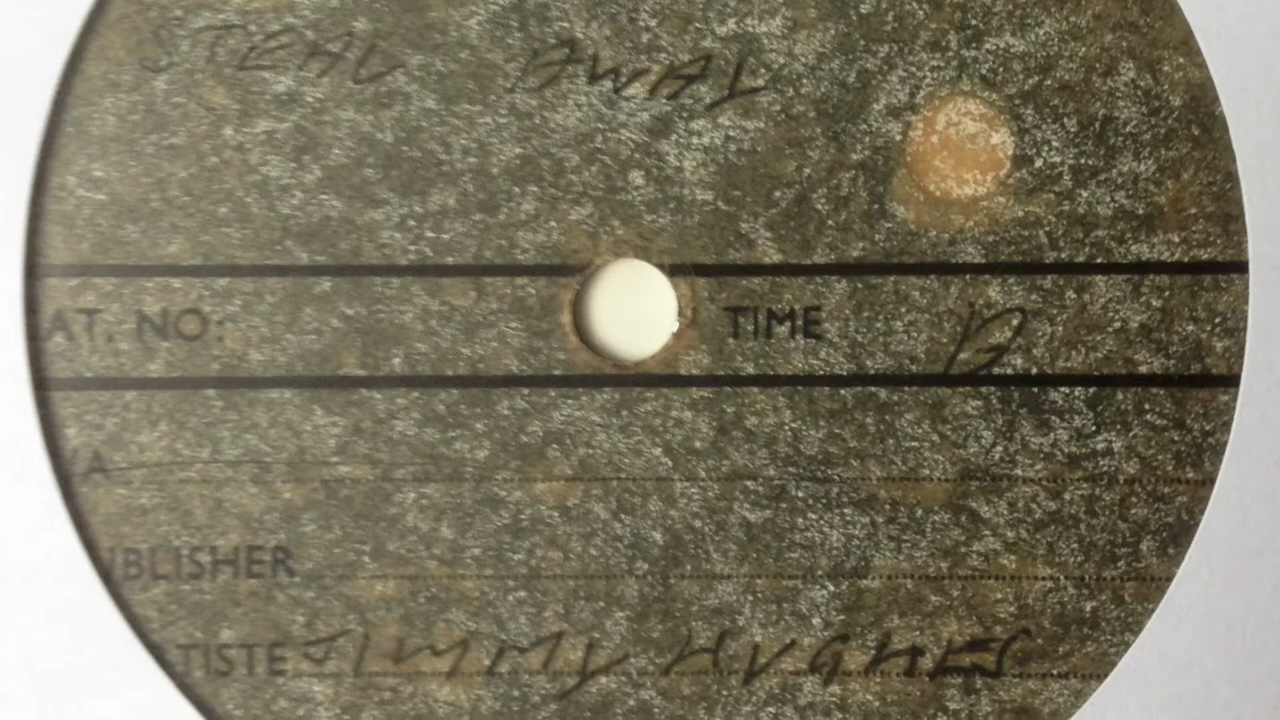 STEAL AWAY
AT. NO: TIME
A
BLISHER
TISTE JIMMY HUGHES